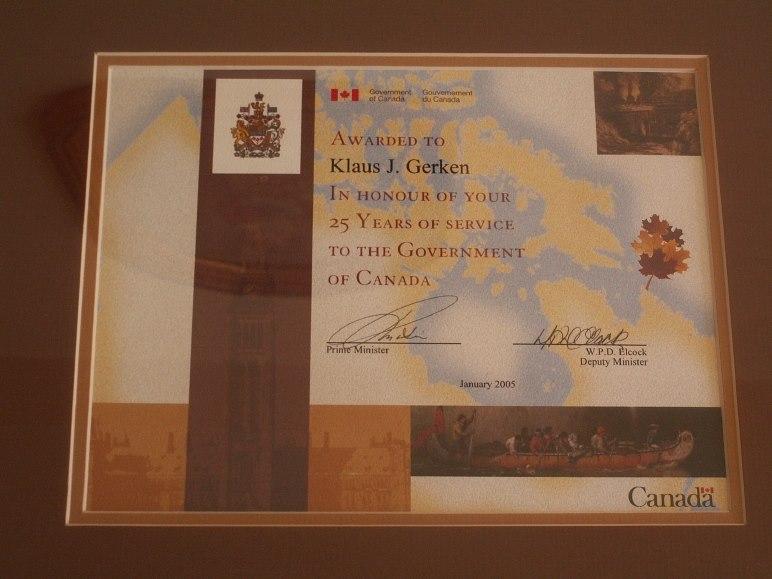 Government of Canada
Gouvernement du Canada
Awarded to
Klaus J. Gerken
In honour of your
25 Years of service
to the Government
of Canada
Prime Minister
W.P.D. Elcock
Deputy Minister
January 2005
Canada